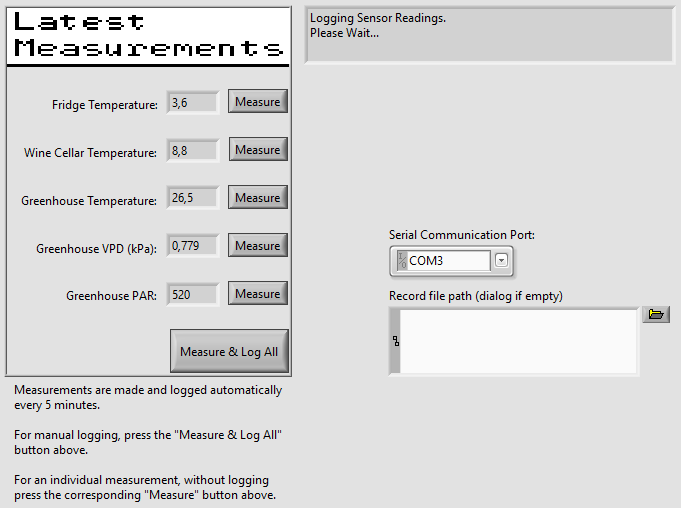 Latest
Measurements
Fridge Temperature: 3,6 Measure
Wine Cellar Temperature: 8,8 Measure
Greenhouse Temperature: 26,5 Measure
Greenhouse VPD (kPa): 0,779 Measure
Greenhouse PAR: 520 Measure
Measure & Log All
Measurements are made and logged automatically
every 5 minutes.
For manual logging, press the "Measure & Log All"
button above.
For an individual measurement, without logging
press the corresponding "Measure" button above.
Logging Sensor Readings.
Please Wait...
Serial Communication Port:
I/O COM3
Record file path (dialog if empty)